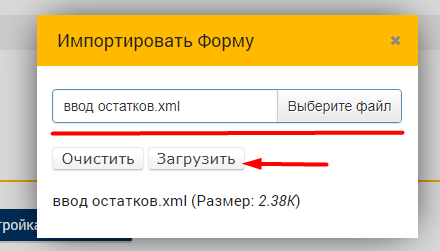 Импортировать Форму ×
ввод остатков.xml Выберите файл
Очистить Загрузить
ввод остатков.xml (Размер: 2.38K)
тройка